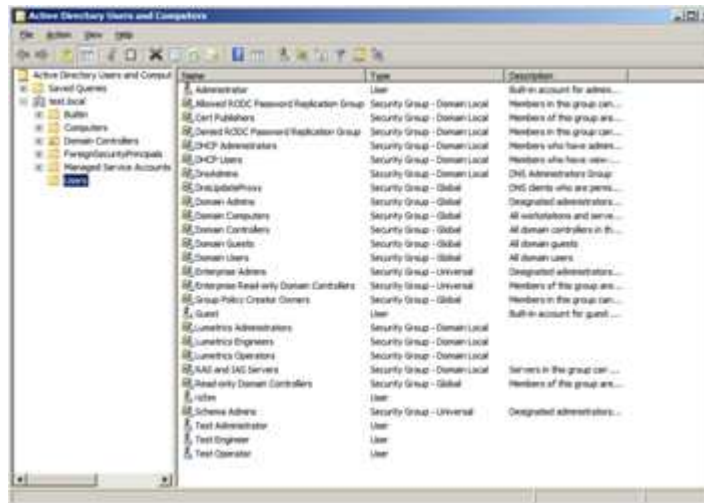 Active Directory Users and Computers
File Action View Help
Active Directory Users and Comput
Saved Queries
test.local
Builtin
Computers
Domain Controllers
ForeignSecurityPrincipals
Managed Service Accounts
Users
Name Type Description
Administrator User Built-in account for admini...
Allowed RODC Password Replication Group Security Group - Domain Local Members in this group can...
Cert Publishers Security Group - Domain Local Members of this group are...
Denied RODC Password Replication Group Security Group - Domain Local Members in this group can...
DHCP Administrators Security Group - Domain Local Members who have admini...
DHCP Users Security Group - Domain Local Members who have view-...
DnsAdmins Security Group - Domain Local DNS Administrators Group
DnsUpdateProxy Security Group - Global DNS clients who are permi...
Domain Admins Security Group - Global Designated administrators...
Domain Computers Security Group - Global All workstations and serve...
Domain Controllers Security Group - Global All domain controllers in th...
Domain Guests Security Group - Global All domain guests
Domain Users Security Group - Global All domain users
Enterprise Admins Security Group - Universal Designated administrators...
Enterprise Read-only Domain Controllers Security Group - Universal Members of this group are...
Group Policy Creator Owners Security Group - Global Members in this group can...
Guest User Built-in account for guest ...
Lumetrics Administrators Security Group - Domain Local
Lumetrics Engineers Security Group - Domain Local
Lumetrics Operators Security Group - Domain Local
RAS and IAS Servers Security Group - Domain Local Servers in this group can ...
Read-only Domain Controllers Security Group - Global Members of this group are...
User
Schema Admins Security Group - Universal Designated administrators...
Test Administrator User
Test Engineer User
Test Operator User